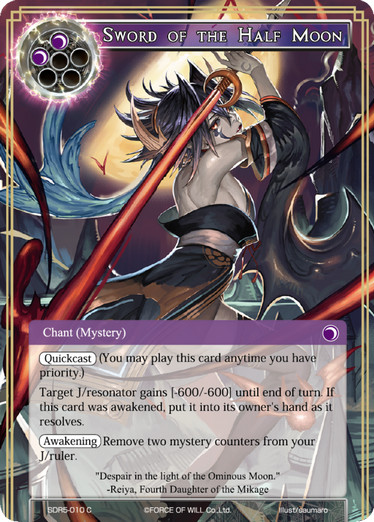 Sword of the Half Moon
Chant (Mystery)
Quickcast (You may play this card anytime you have
priority.)
Target J/resonator gains [-600/-600] until end of turn. If
this card was awakened, put it into its owner's hand as it
resolves.
Awakening Remove two mystery counters from your
J/ruler.
"Despair in the light of the Ominous Moon."
-Reiya, Fourth Daughter of the Mikage
SDR5-010 C ©FORCE OF WILL Co.,Ltd. Illust/uaumaro